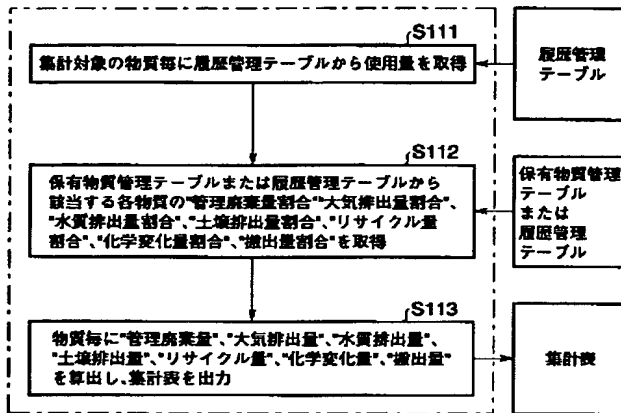 S111
集計対象の物質毎に履歴管理テーブルから使用量を取得
履歴管理
テーブル
S112
保有物質管理テーブルまたは履歴管理テーブルから
該当する各物質の"管理廃棄量割合""大気排出量割合"、
"水質排出量割合"、"土壌排出量割合"、"リサイクル量
割合"、"化学変化量割合"、"搬出量割合"を取得
保有物質管理
テーブル
または
履歴管理
テーブル
S113
物質毎に"管理廃棄量"、"大気排出量"、"水質排出量"、
"土壌排出量"、"リサイクル量"、"化学変化量"、"搬出量"
を算出し、集計表を出力
集計表